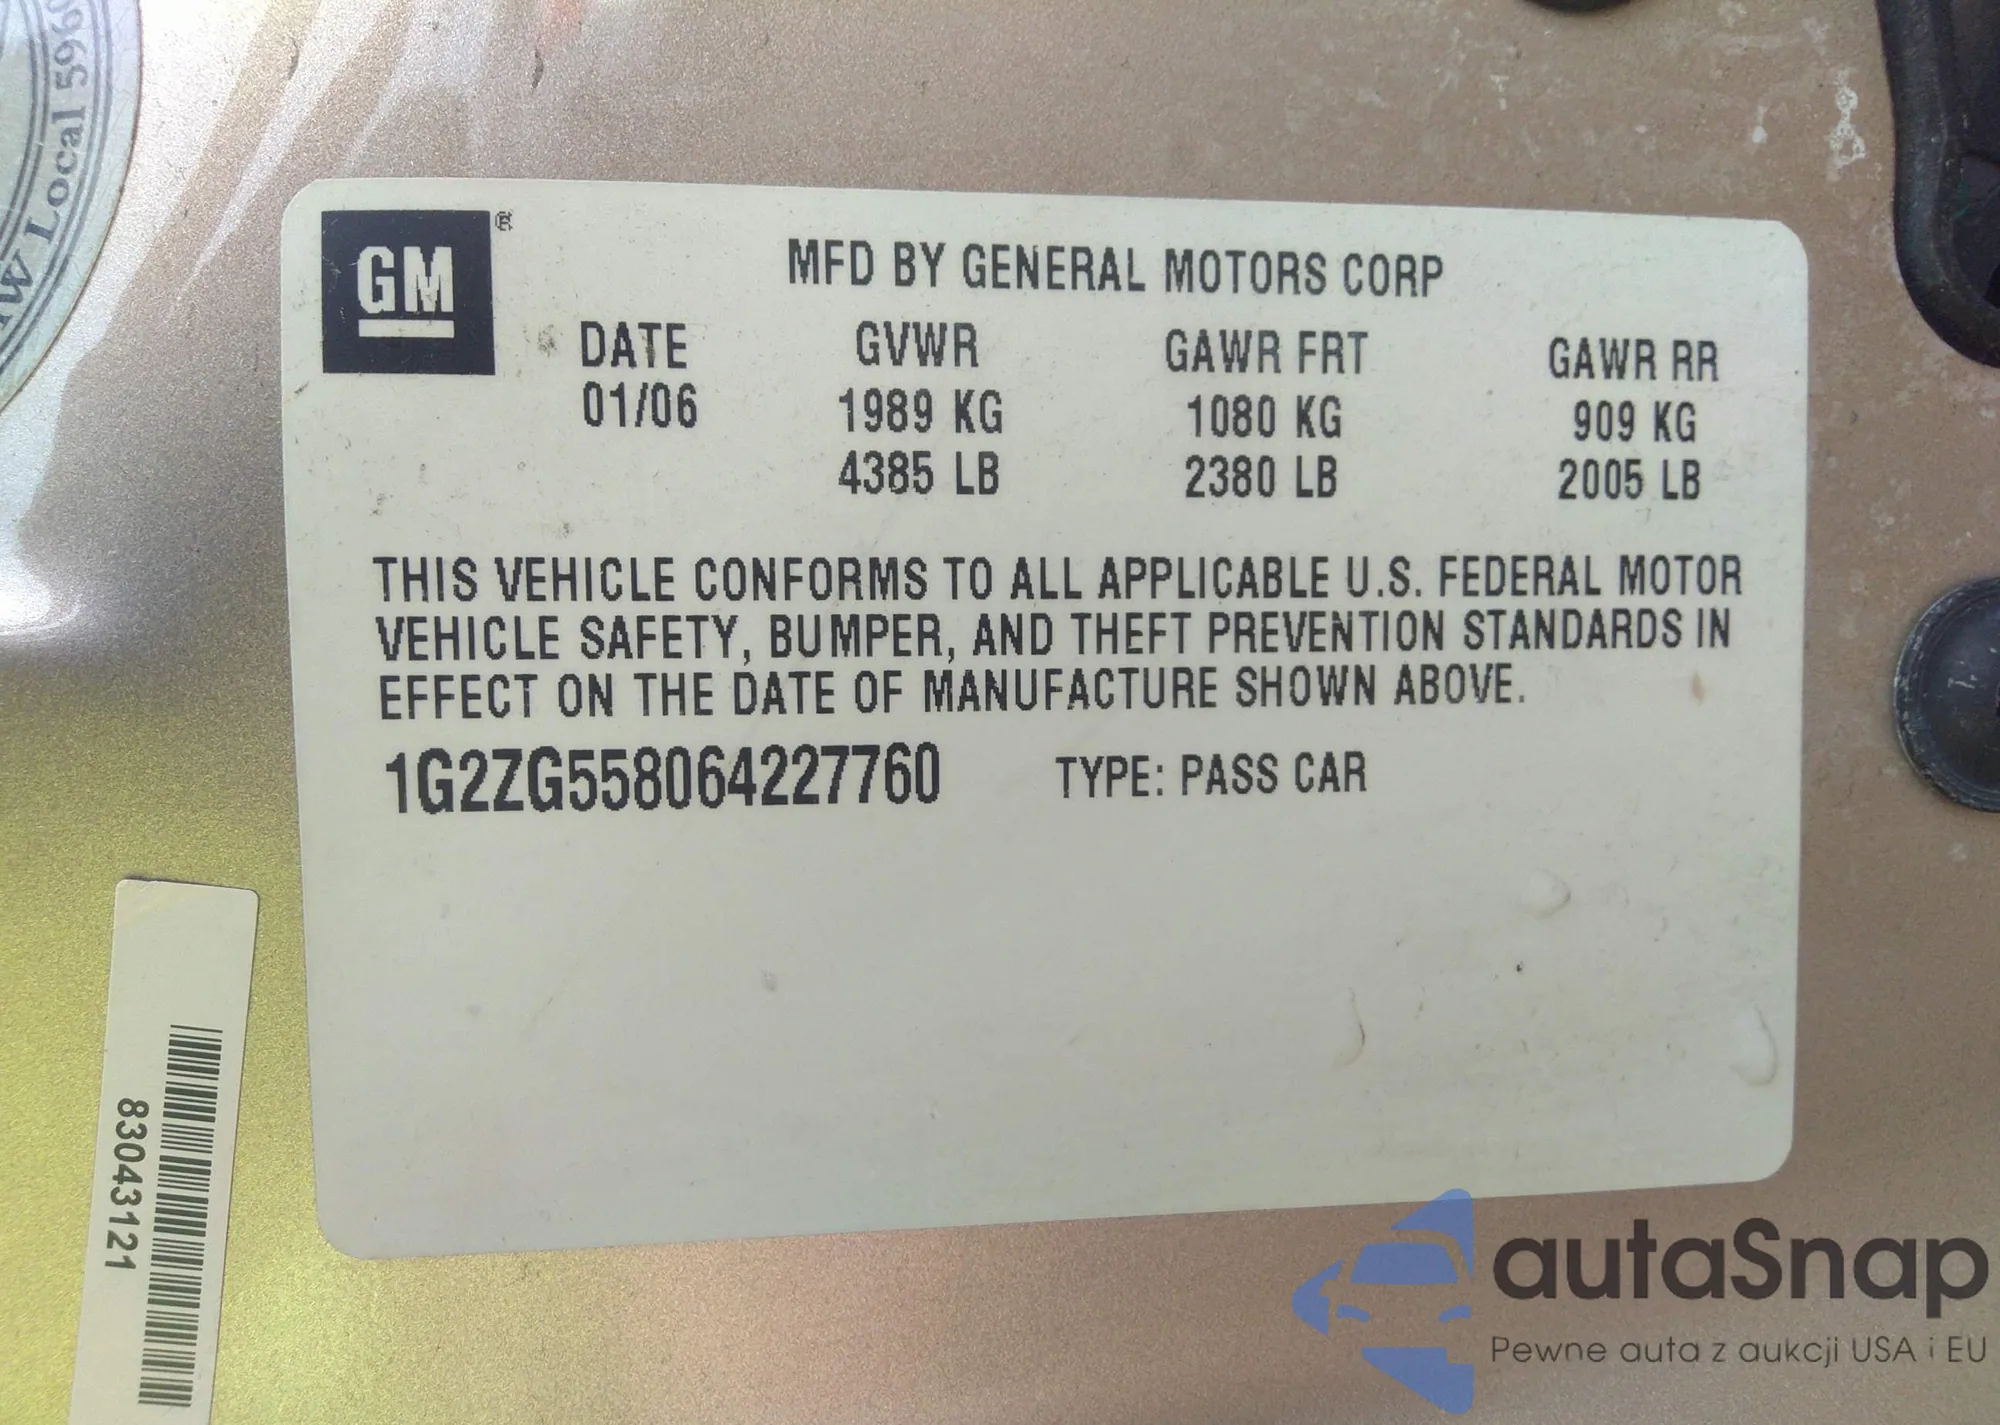 W Local 5960
GM
®
MFD BY GENERAL MOTORS CORP
DATE GVWR GAWR FRT GAWR RR
01/06 1989 KG 1080 KG 909 KG
4385 LB 2380 LB 2005 LB
THIS VEHICLE CONFORMS TO ALL APPLICABLE U.S. FEDERAL MOTOR
VEHICLE SAFETY, BUMPER, AND THEFT PREVENTION STANDARDS IN
EFFECT ON THE DATE OF MANUFACTURE SHOWN ABOVE.
1G2ZG558064227760 TYPE: PASS CAR
83043121
autaSnap
Pewne auta z aukcji USA i EU